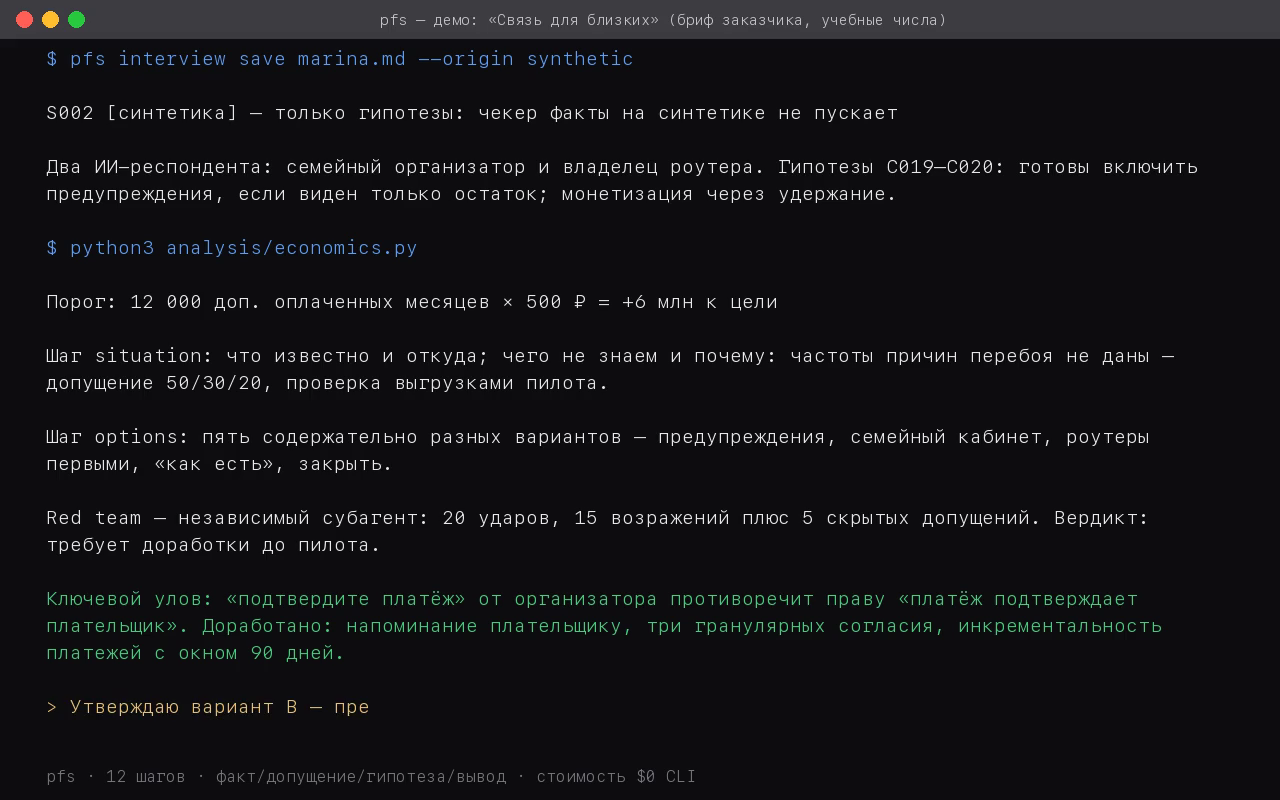 pfs — демо: «Связь для близких» (бриф заказчика, учебные числа)
$ pfs interview save marina.md --origin synthetic
S002 [синтетика] — только гипотезы: чекер факты на синтетике не пускает
Два ИИ-респондента: семейный организатор и владелец роутера. Гипотезы C019–C020: готовы включить
предупреждения, если виден только остаток; монетизация через удержание.
$ python3 analysis/economics.py
Порог: 12 000 доп. оплаченных месяцев × 500 ₽ = +6 млн к цели
Шаг situation: что известно и откуда; чего не знаем и почему: частоты причин перебоя не даны —
допущение 50/30/20, проверка выгрузками пилота.
Шаг options: пять содержательно разных вариантов — предупреждения, семейный кабинет, роутеры
первыми, «как есть», закрыть.
Red team — независимый субагент: 20 ударов, 15 возражений плюс 5 скрытых допущений. Вердикт:
требует доработки до пилота.
Ключевой улов: «подтвердите платёж» от организатора противоречит праву «платёж подтверждает
плательщик». Доработано: напоминание плательщику, три гранулярных согласия, инкрементальность
платежей с окном 90 дней.
> Утверждаю вариант B — пре
pfs · 12 шагов · факт/допущение/гипотеза/вывод · стоимость $0 CLI